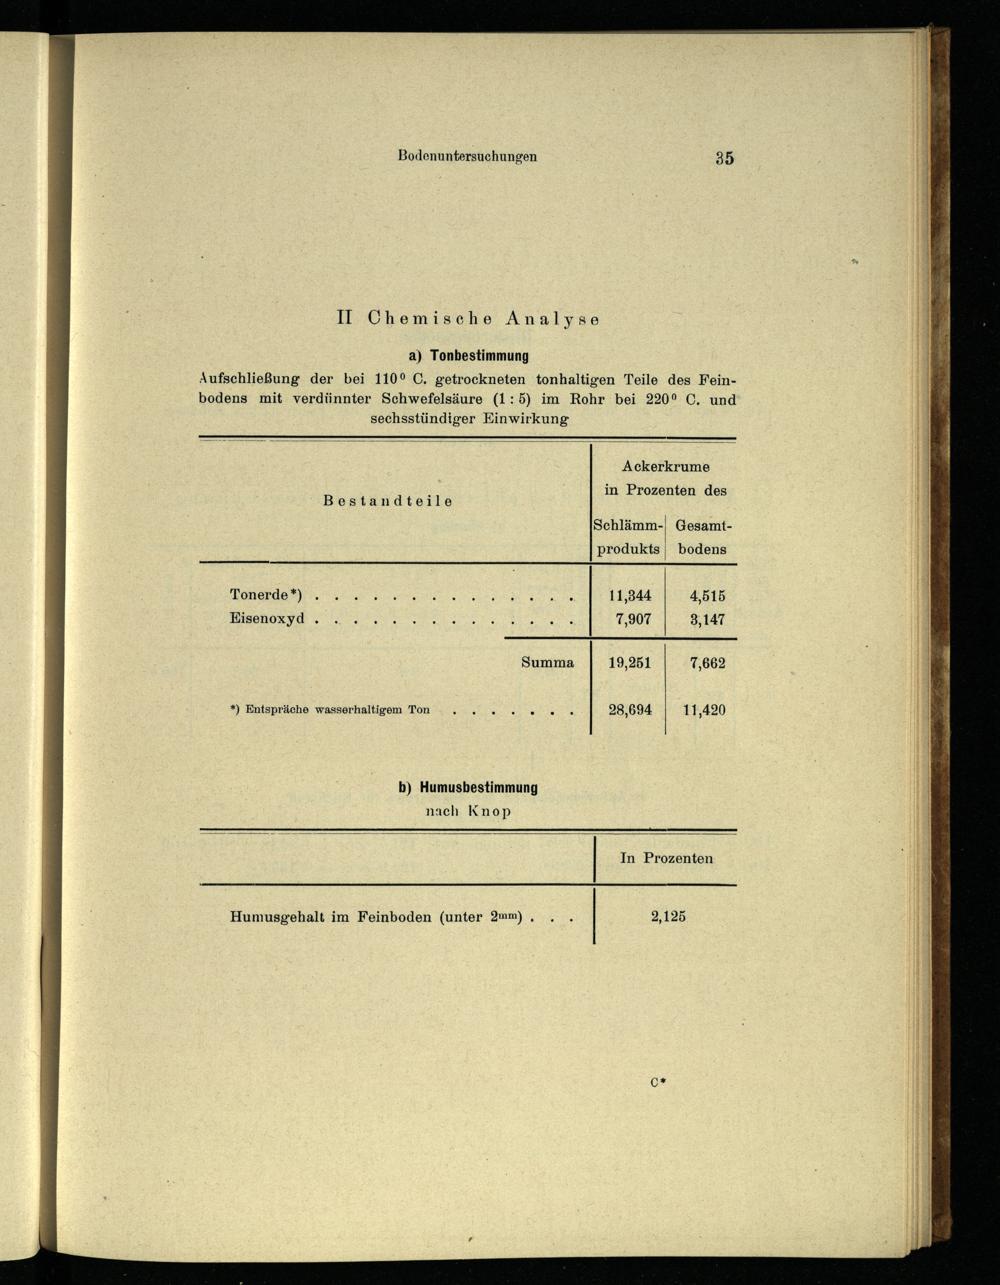 Bodenuntersuchungen 35
II Chemische Analyse
a) Tonbestimmung
Aufschließung der bei 110° C. getrockneten tonhaltigen Teile des Fein-
bodens mit verdünnter Schwefelsäure (1 : 5) im Rohr bei 220° C. und
sechsstündiger Einwirkung
Bestandteile
Ackerkrume
in Prozenten des
Schlämm- Gesamt-
produkts bodens
Tonerde*) . . . . . . . . . . . . . . 11,344 4,515
Eisenoxyd . . . . . . . . . . . . . . 7,907 3,147
Summa 19,251 7,662
*) Entspräche wasserhaltigem Ton . . . . . . . 28,694 11,420
b) Humusbestimmung
nach Knop
In Prozenten
Humusgehalt im Feinboden (unter 2mm) . . . 2,125
C*